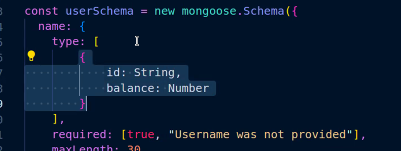 const userSchema = new mongoose.Schema({
name: {
type: [
{
id: String,
balance: Number
}
],
required: [true, "Username was not provided"],
maxLength: 30